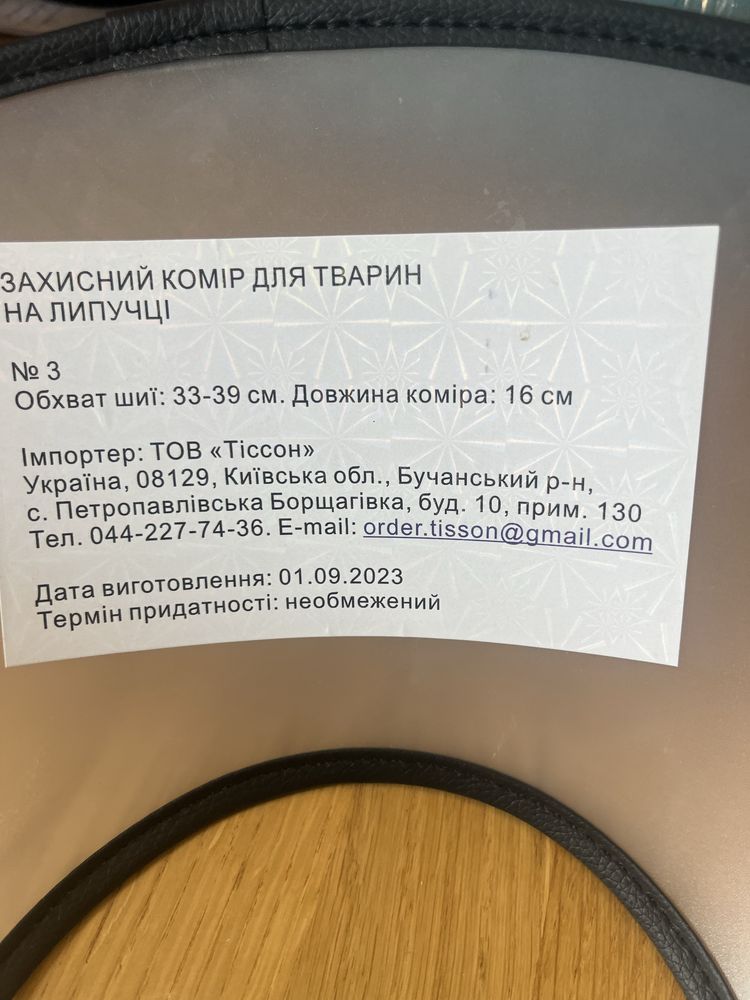 ЗАХИСНИЙ КОМІР ДЛЯ ТВАРИН
НА ЛИПУЧЦІ
№ 3
Обхват шиї: 33-39 см. Довжина коміра: 16 см
Імпортер: ТОВ «Тіссон»
Україна, 08129, Київська обл., Бучанський р-н,
с. Петропавлівська Борщагівка, буд. 10, прим. 130
Тел. 044-227-74-36. E-mail: order.tisson@gmail.com
Дата виготовлення: 01.09.2023
Термін придатності: необмежений